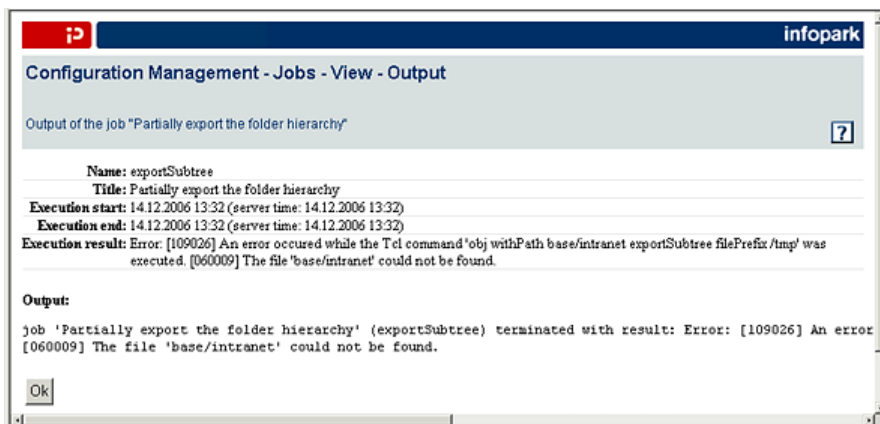 infopark
Configuration Management - Jobs - View - Output
Output of the job "Partially export the folder hierarchy"
?
Name: exportSubtree
Title: Partially export the folder hierarchy
Execution start: 14.12.2006 13:32 (server time: 14.12.2006 13:32)
Execution end: 14.12.2006 13:32 (server time: 14.12.2006 13:32)
Execution result: Error: [109026] An error occured while the Tcl command 'obj withPath base/intranet exportSubtree filePrefix /tmp' was
executed. [060009] The file 'base/intranet' could not be found.
Output:
job 'Partially export the folder hierarchy' (exportSubtree) terminated with result: Error: [109026] An error
[060009] The file 'base/intranet' could not be found.
Ok